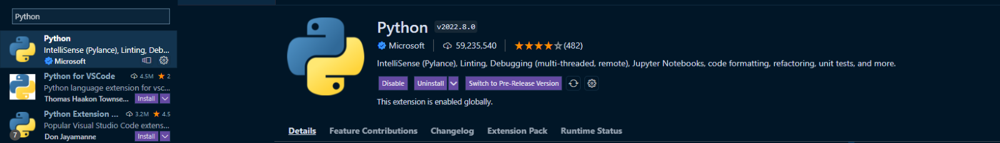 Python
Python
IntelliSense (Pylance), Linting, Deb...
Microsoft
Python for VSCode 4.5M 2
Python language extension for vsc...
Thomas Haakon Townse... Install
Python Extension ... 3.2M 4.5
Popular Visual Studio Code extens...
7 Don Jayamanne Install
Python v2022.8.0
Microsoft 59,235,540 (482)
IntelliSense (Pylance), Linting, Debugging (multi-threaded, remote), Jupyter Notebooks, code formatting, refactoring, unit tests, and more.
Disable Uninstall Switch to Pre-Release Version
This extension is enabled globally.
Details Feature Contributions Changelog Extension Pack Runtime Status